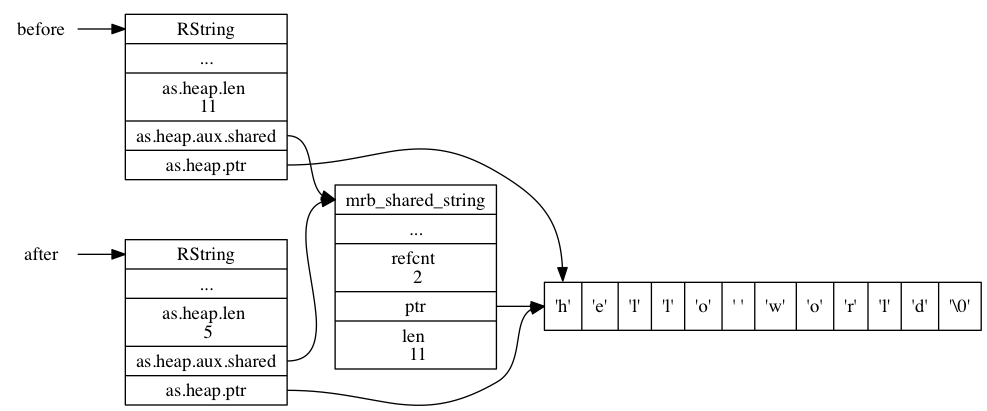 before
RString
...
as.heap.len
11
as.heap.aux.shared
as.heap.ptr
mrb_shared_string
...
refcnt
2
ptr
len
11
after
RString
...
as.heap.len
5
as.heap.aux.shared
as.heap.ptr
'h' 'e' 'l' 'l' 'o' ' ' 'w' 'o' 'r' 'l' 'd' '\0'